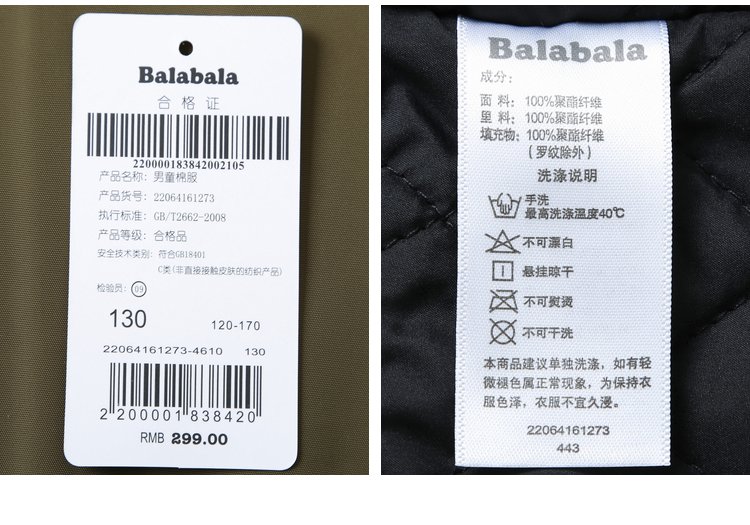 Balabala
合格证
220000183842002105
产品名称：男童棉服
产品货号：22064161273
执行标准：GB/T2662-2008
产品等级：合格品
安全技术类别：符合GB18401
C类(非直接接触皮肤的纺织产品)
检验员：09
130 120-170
22064161273-4610 130
2 200001 838420
RMB 299.00
Balabala
成分：
面料：100%聚酯纤维
里料：100%聚酯纤维
填充物：100%聚酯纤维
(罗纹除外)
洗涤说明
手洗
最高洗涤温度40℃
不可漂白
悬挂晾干
不可熨烫
不可干洗
本商品建议单独洗涤，如有轻
微褪色属正常现象，为保持衣
服色泽，衣服不宜久浸。
22064161273
443